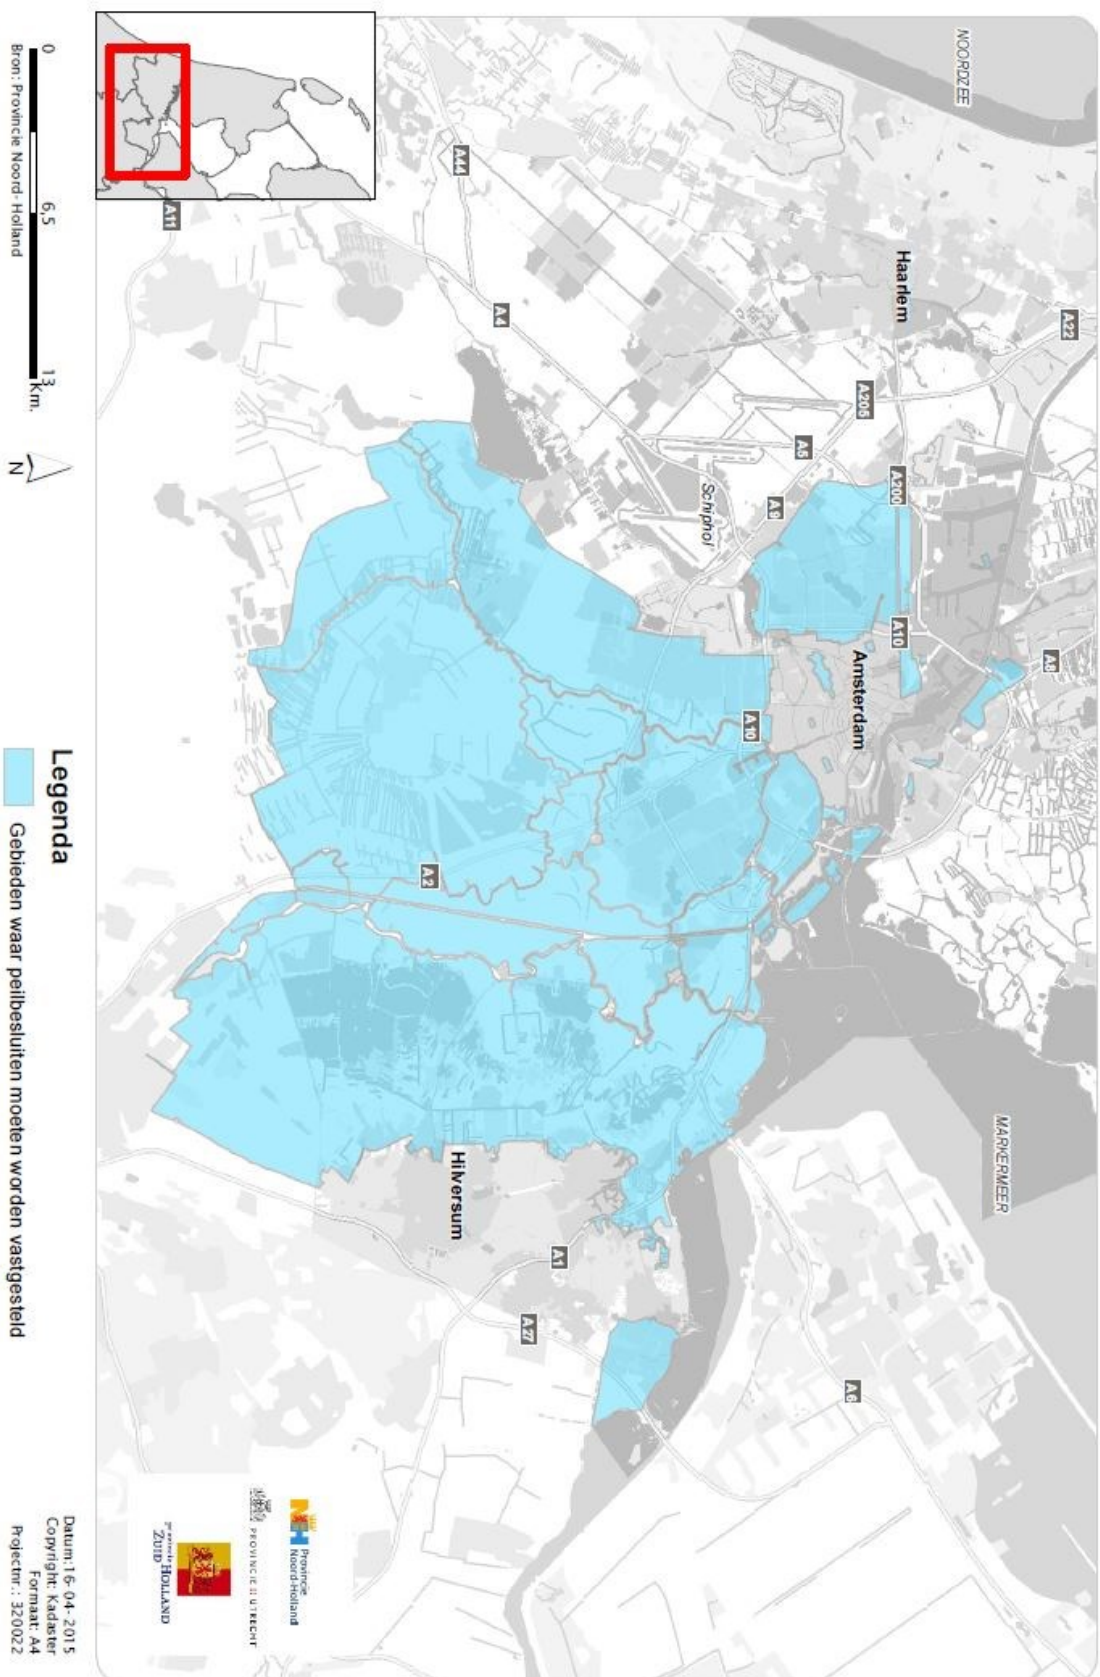 NOORDZEE
A22
Haarlem
A44
A11
A4
A205
A5
A200
A9
Schiphol
A10
A8
Amsterdam
A10
A2
MARKERMEER
Hilversum
A1
A27
A6
0 6,5 13 Km.
Bron: Provincie Noord-Holland
N
Legenda
Gebieden waar peilbesluiten moeten worden vastgesteld
Provincie
Noord-Holland
PROVINCIE UTRECHT
provincie HOLLAND
ZUID
Datum:16-04-2015
Copyright: Kadaster
Formaat: A4
Projectnr.: 320022